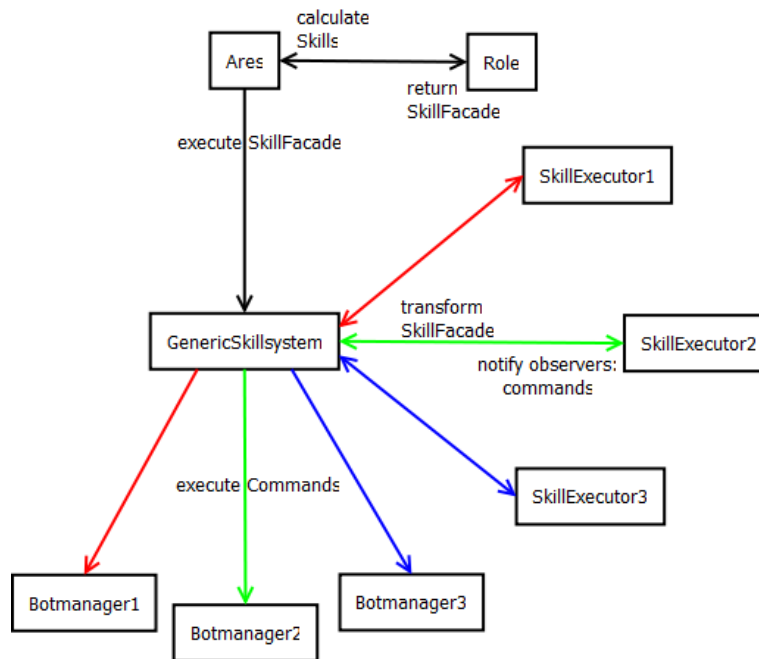 calculate
Skills
Ares
Role
return
SkillFacade
execute SkillFacade
SkillExecutor1
transform
SkillFacade
GenericSkillsystem
SkillExecutor2
notify observers:
commands
execute Commands
SkillExecutor3
Botmanager1
Botmanager3
Botmanager2